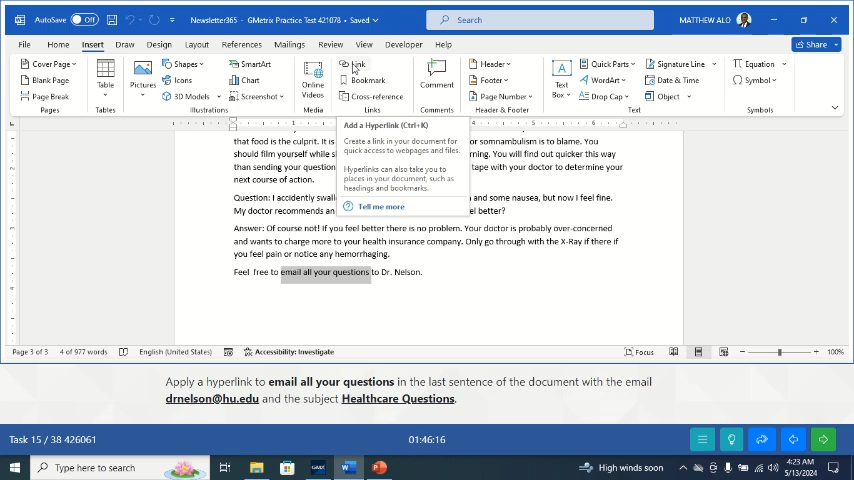 AutoSave Off Newsletter365 - GMetrix Practice Test 421078 • Saved Search MATTHEW ALO
File Home Insert Draw Design Layout References Mailings Review View Developer Help Share
Cover Page Shapes SmartArt Link Header Quick Parts Signature Line Equation
Blank Page Icons Chart Bookmark Footer WordArt Date & Time Symbol
Page Break Table Pictures 3D Models Screenshot Online Videos Cross-reference Comment Page Number Text Box Drop Cap Object
Pages Tables Illustrations Media Links Comments Header & Footer Text Symbols
Add a Hyperlink (Ctrl+K)
Create a link in your document for
quick access to webpages and files.
Hyperlinks can also take you to
places in your document, such as
headings and bookmarks.
Tell me more
that food is the culprit. It is or somnambulism is to blame. You
should film yourself while s rning. You will find out quicker this way
than sending your question tape with your doctor to determine your
next course of action.
Question: I accidently swall and some nausea, but now I feel fine.
My doctor recommends an el better?
Answer: Of course not! If you feel better there is no problem. Your doctor is probably over-concerned
and wants to charge more to your health insurance company. Only go through with the X-Ray if there if
you feel pain or notice any hemorrhaging.
Feel free to email all your questions to Dr. Nelson.
Page 3 of 3 4 of 977 words English (United States) Accessibility: Investigate Focus 100%
Apply a hyperlink to email all your questions in the last sentence of the document with the email
drnelson@hu.edu and the subject Healthcare Questions.
Task 15 / 38 426061 01:46:16
Type here to search High winds soon 4:23 AM
5/13/2024